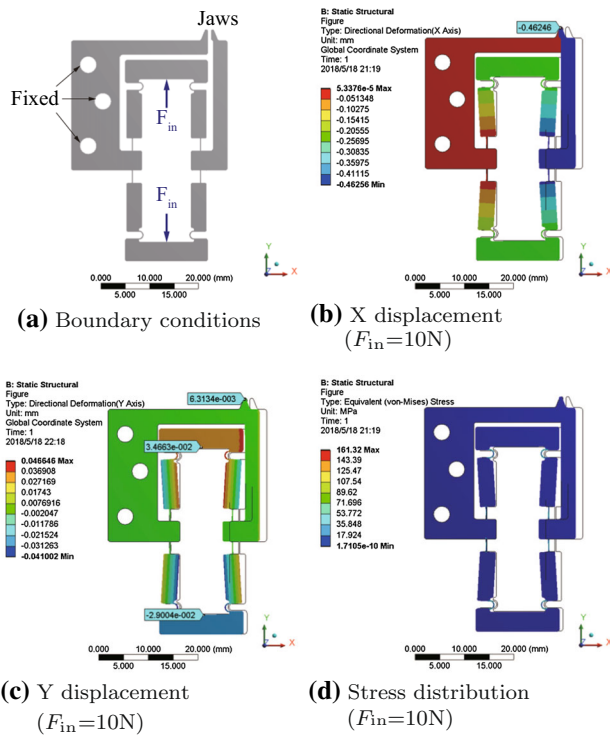 Jaws
Fixed
F_in
F_in
Y
Z
X
0.000 10.000 20.000 (mm)
5.000 15.000
(a) Boundary conditions
B: Static Structural
Figure
Type: Directional Deformation(X Axis)
Unit: mm
Global Coordinate System
Time: 1
2018/5/18 21:19
-0.46246
5.3376e-5 Max
-0.051348
-0.10275
-0.15415
-0.20555
-0.25695
-0.30835
-0.35975
-0.41115
-0.46256 Min
Y
Z
X
0.000 10.000 20.000 (mm)
5.000 15.000
(b) X displacement
(F_in=10N)
B: Static Structural
Figure
Type: Directional Deformation(Y Axis)
Unit: mm
Global Coordinate System
Time: 1
2018/5/18 22:18
6.3134e-003
3.4663e-002
0.046646 Max
0.036908
0.027169
0.01743
0.0076916
-0.002047
-0.011786
-0.021524
-0.031263
-0.041002 Min
-2.9004e-002
Y
Z
X
0.000 10.000 20.000 (mm)
5.000 15.000
(c) Y displacement
(F_in=10N)
B: Static Structural
Figure
Type: Equivalent (von-Mises) Stress
Unit: MPa
Time: 1
2018/5/18 21:19
161.32 Max
143.39
125.47
107.54
89.62
71.696
53.772
35.848
17.924
1.7105e-10 Min
Y
Z
X
0.000 10.000 20.000 (mm)
5.000 15.000
(d) Stress distribution
(F_in=10N)